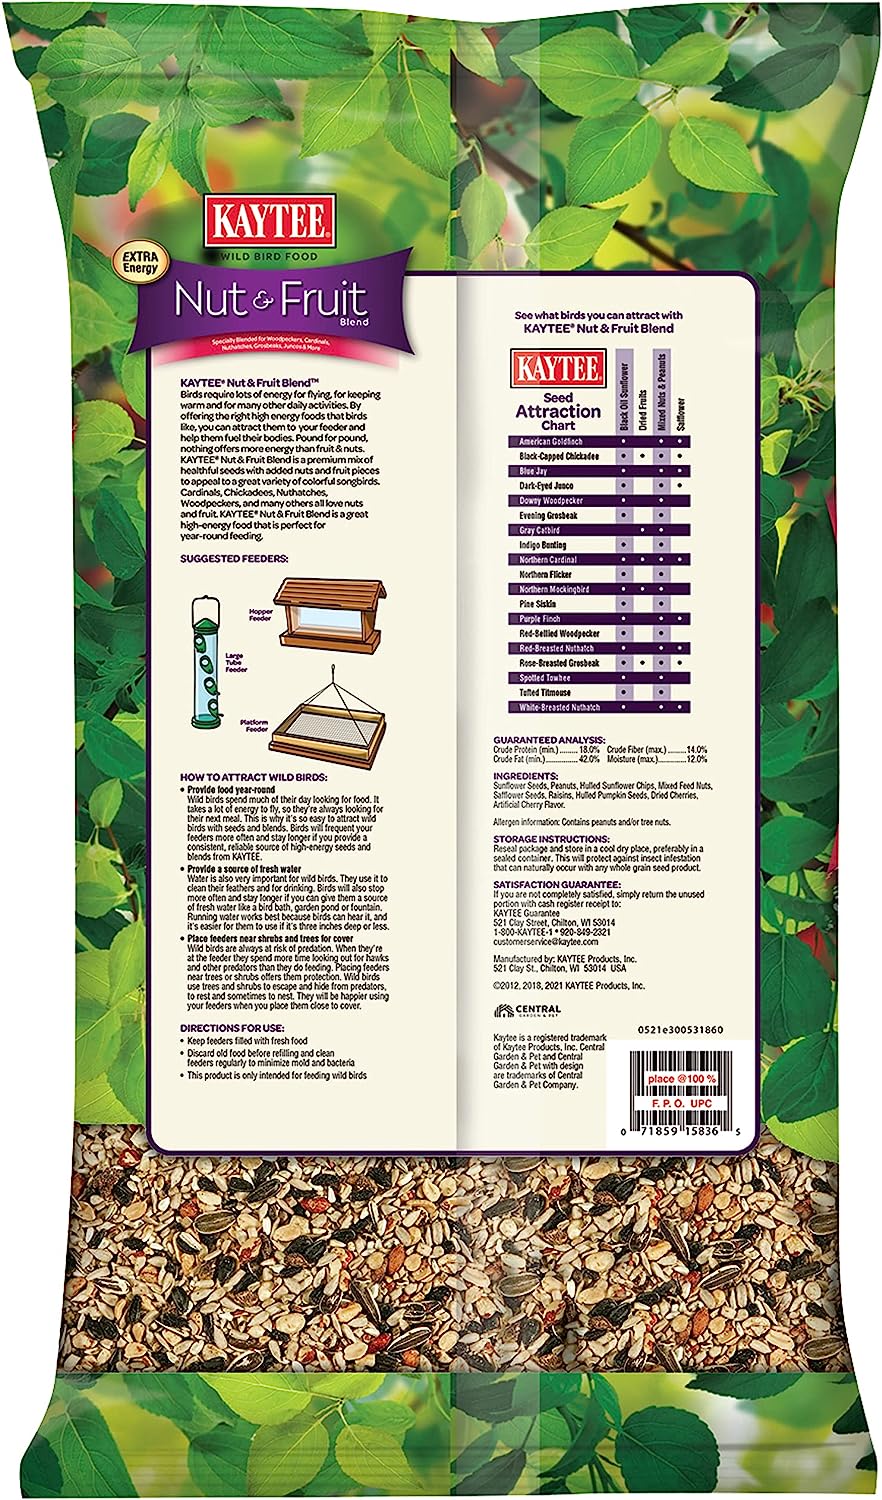 KAYTEE®
WILD BIRD FOOD
EXTRA
Energy
Nut & Fruit
Blend
Specially Blended for Woodpeckers, Cardinals,
Nuthatches, Grosbeaks, Juncos & More
KAYTEE® Nut & Fruit Blend™
Birds require lots of energy for flying, for keeping
warm and for many other daily activities. By
offering the right high energy foods that birds
like, you can attract them to your feeder and
help them fuel their bodies. Pound for pound,
nothing offers more energy than fruit & nuts.
KAYTEE® Nut & Fruit Blend is a premium mix of
healthful seeds with added nuts and fruit pieces
to appeal to a great variety of colorful songbirds.
Cardinals, Chickadees, Nuthatches,
Woodpeckers, and many others all love nuts
and fruit. KAYTEE® Nut & Fruit Blend is a great
high-energy food that is perfect for
year-round feeding.
SUGGESTED FEEDERS:
Hopper
Feeder
Large
Tube
Feeder
Platform
Feeder
HOW TO ATTRACT WILD BIRDS:
• Provide food year-round
Wild birds spend much of their day looking for food. It
takes a lot of energy to fly, so they're always looking for
their next meal. This is why it's so easy to attract wild
birds with seeds and blends. Birds will frequent your
feeders more often and stay longer if you provide a
consistent, reliable source of high-energy seeds and
blends from KAYTEE.
• Provide a source of fresh water
Water is also very important for wild birds. They use it to
clean their feathers and for drinking. Birds will also stop
more often and stay longer if you can give them a source
of fresh water like a bird bath, garden pond or fountain.
Running water works best because birds can hear it, and
it's easier for them to use if it's three inches deep or less.
• Place feeders near shrubs and trees for cover
Wild birds are always at risk of predation. When they're
at the feeder they spend more time looking out for hawks
and other predators than they do feeding. Placing feeders
near trees or shrubs offers them protection. Wild birds
use trees and shrubs to escape and hide from predators,
to rest and sometimes to nest. They will be happier using
your feeders when you place them close to cover.
DIRECTIONS FOR USE:
• Keep feeders filled with fresh food
• Discard old food before refilling and clean
feeders regularly to minimize mold and bacteria
• This product is only intended for feeding wild birds
See what birds you can attract with
KAYTEE® Nut & Fruit Blend
KAYTEE®
Seed
Attraction
Chart
Black Oil Sunflower
Dried Fruits
Mixed Nuts & Peanuts
Safflower
American Goldfinch • • •
Black-Capped Chickadee • • • •
Blue Jay • • •
Dark-Eyed Junco • • •
Downy Woodpecker • •
Evening Grosbeak • • •
Gray Catbird • •
Indigo Bunting • •
Northern Cardinal • • • •
Northern Flicker • •
Northern Mockingbird • • •
Pine Siskin • •
Purple Finch • • •
Red-Bellied Woodpecker • •
Red-Breasted Nuthatch • • •
Rose-Breasted Grosbeak • • • •
Spotted Towhee • •
Tufted Titmouse • •
White-Breasted Nuthatch • • •
GUARANTEED ANALYSIS:
Crude Protein (min.)......... 18.0% Crude Fiber (max.).........14.0%
Crude Fat (min.).................. 42.0% Moisture (max.)...............12.0%
INGREDIENTS:
Sunflower Seeds, Peanuts, Hulled Sunflower Chips, Mixed Feed Nuts,
Safflower Seeds, Raisins, Hulled Pumpkin Seeds, Dried Cherries,
Artificial Cherry Flavor.
Allergen information: Contains peanuts and/or tree nuts.
STORAGE INSTRUCTIONS:
Reseal package and store in a cool dry place, preferably in a
sealed container. This will protect against insect infestation
that can naturally occur with any whole grain seed product.
SATISFACTION GUARANTEE:
If you are not completely satisfied, simply return the unused
portion with cash register receipt to:
KAYTEE Guarantee
521 Clay Street, Chilton, WI 53014
1-800-KAYTEE-1 • 920-849-2321
customerservice@kaytee.com
Manufactured by: KAYTEE Products, Inc.
521 Clay St., Chilton, WI 53014 USA
©2012, 2018, 2021 KAYTEE Products, Inc.
CENTRAL
GARDEN & PET
Kaytee is a registered trademark
of Kaytee Products, Inc. Central
Garden & Pet and Central
Garden & Pet with design
are trademarks of Central
Garden & Pet Company.
0521e300531860
place @100 %
F. P. O. UPC
0 71859 15836 5